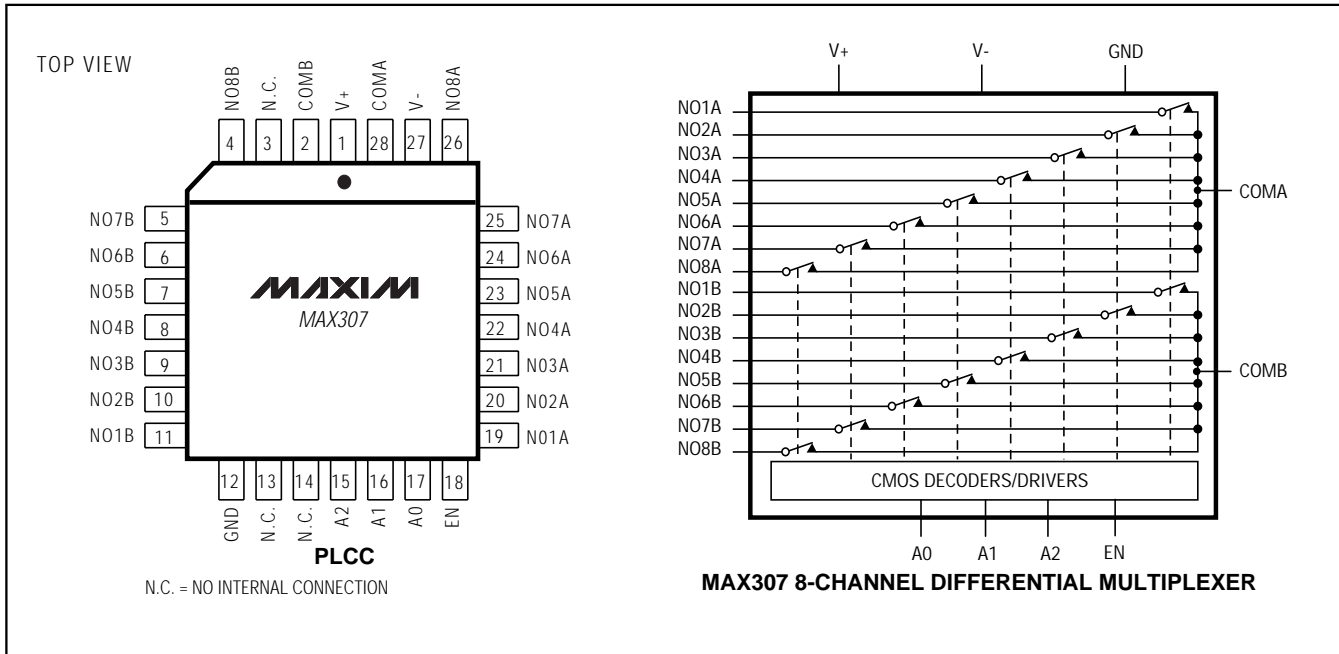 TOP VIEW
NO8B
N.C.
COMB
V+
COMA
V-
NO8A
4
3
2
1
28
27
26
NO7B 5
NO6B 6
NO5B 7
NO4B 8
NO3B 9
NO2B 10
NO1B 11
25 NO7A
24 NO6A
23 NO5A
22 NO4A
21 N03A
20 N02A
19 N01A
MAXIM
MAX307
12
13
14
15
16
17
18
GND
N.C.
N.C.
A2
A1
A0
EN
PLCC
N.C. = NO INTERNAL CONNECTION
V+
V-
GND
NO1A
NO2A
NO3A
NO4A
NO5A
NO6A
NO7A
NO8A
NO1B
NO2B
NO3B
NO4B
NO5B
NO6B
NO7B
NO8B
COMA
COMB
CMOS DECODERS/DRIVERS
A0
A1
A2
EN
MAX307 8-CHANNEL DIFFERENTIAL MULTIPLEXER